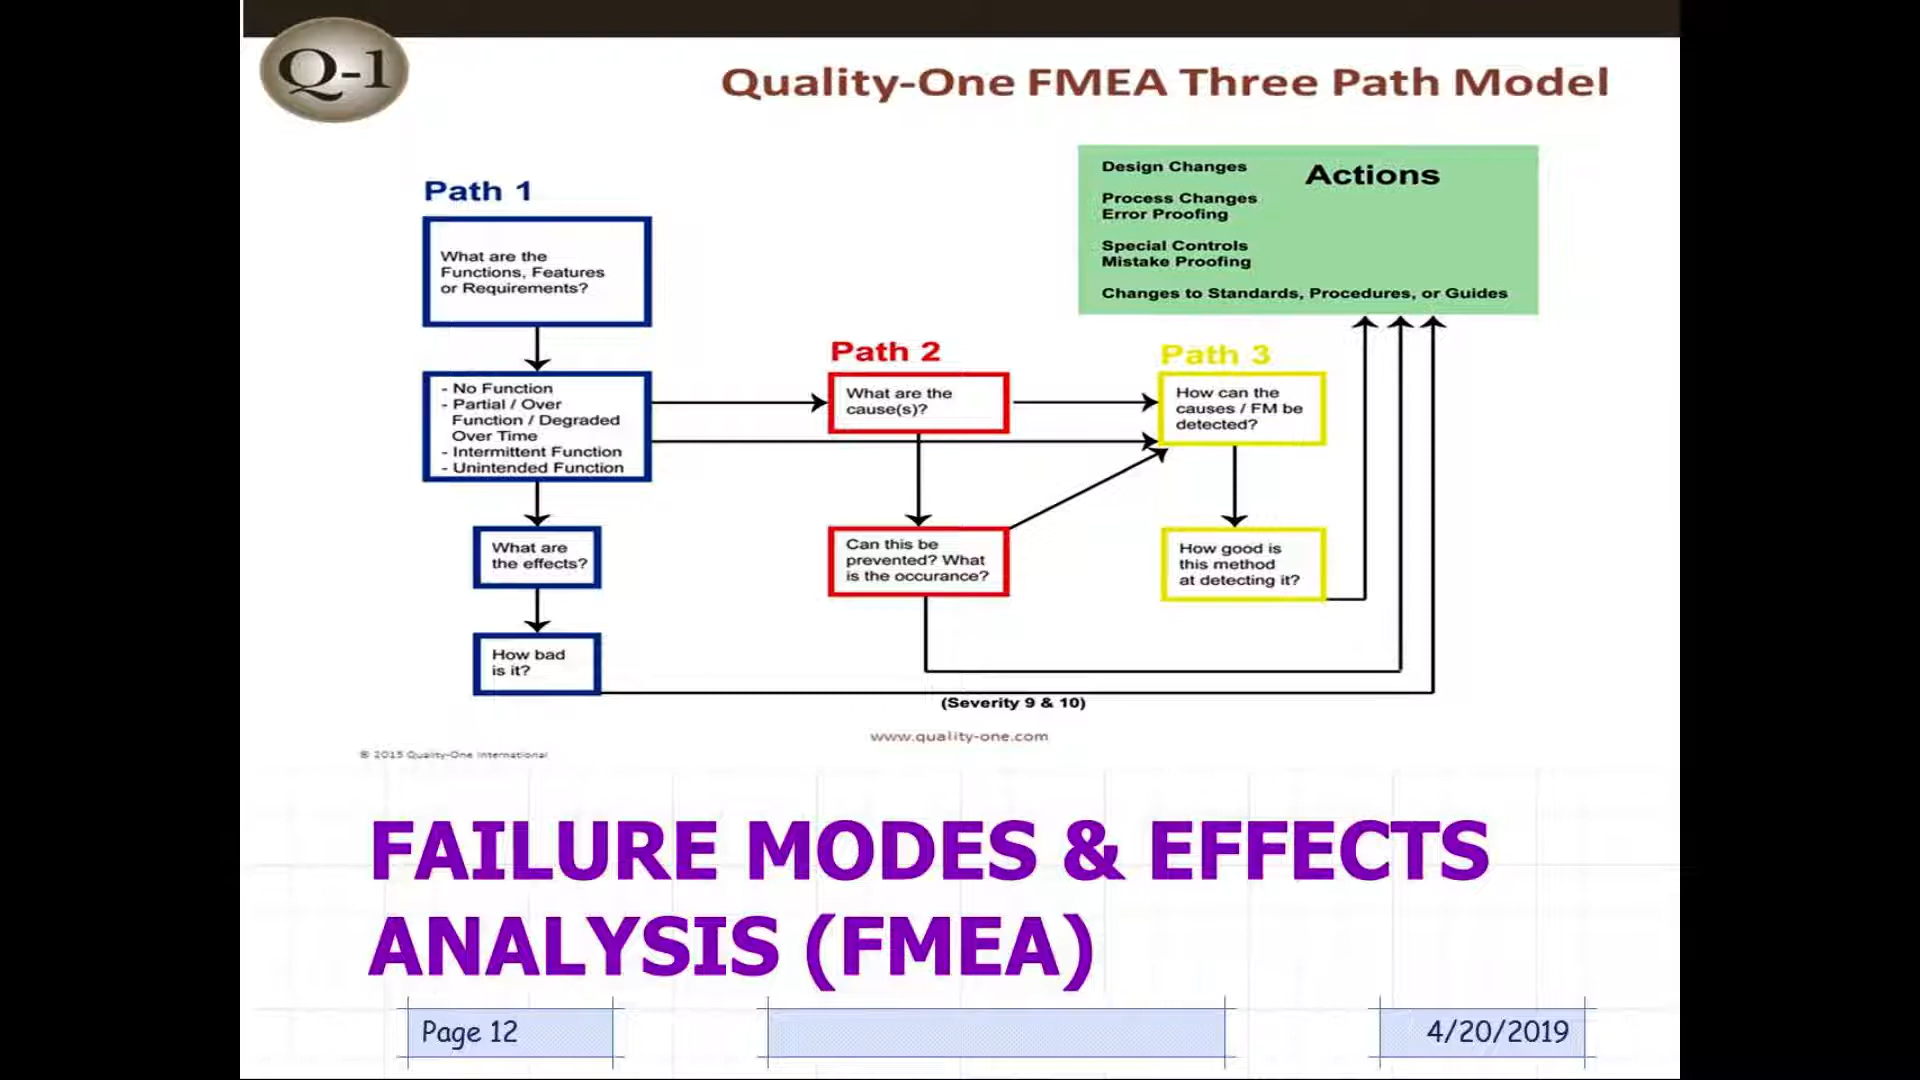 Q-1
Quality-One FMEA Three Path Model
Design Changes
Actions
Process Changes
Error Proofing
Special Controls
Mistake Proofing
Changes to Standards, Procedures, or Guides
Path 1
What are the
Functions, Features
or Requirements?
- No Function
- Partial / Over
Function / Degraded
Over Time
- Intermittent Function
- Unintended Function
What are
the effects?
How bad
is it?
Path 2
What are the
cause(s)?
Can this be
prevented? What
is the occurance?
Path 3
How can the
causes / FM be
detected?
How good is
this method
at detecting it?
(Severity 9 & 10)
www.quality-one.com
© 2015 Quality-One International
FAILURE MODES & EFFECTS
ANALYSIS (FMEA)
Page 12
4/20/2019